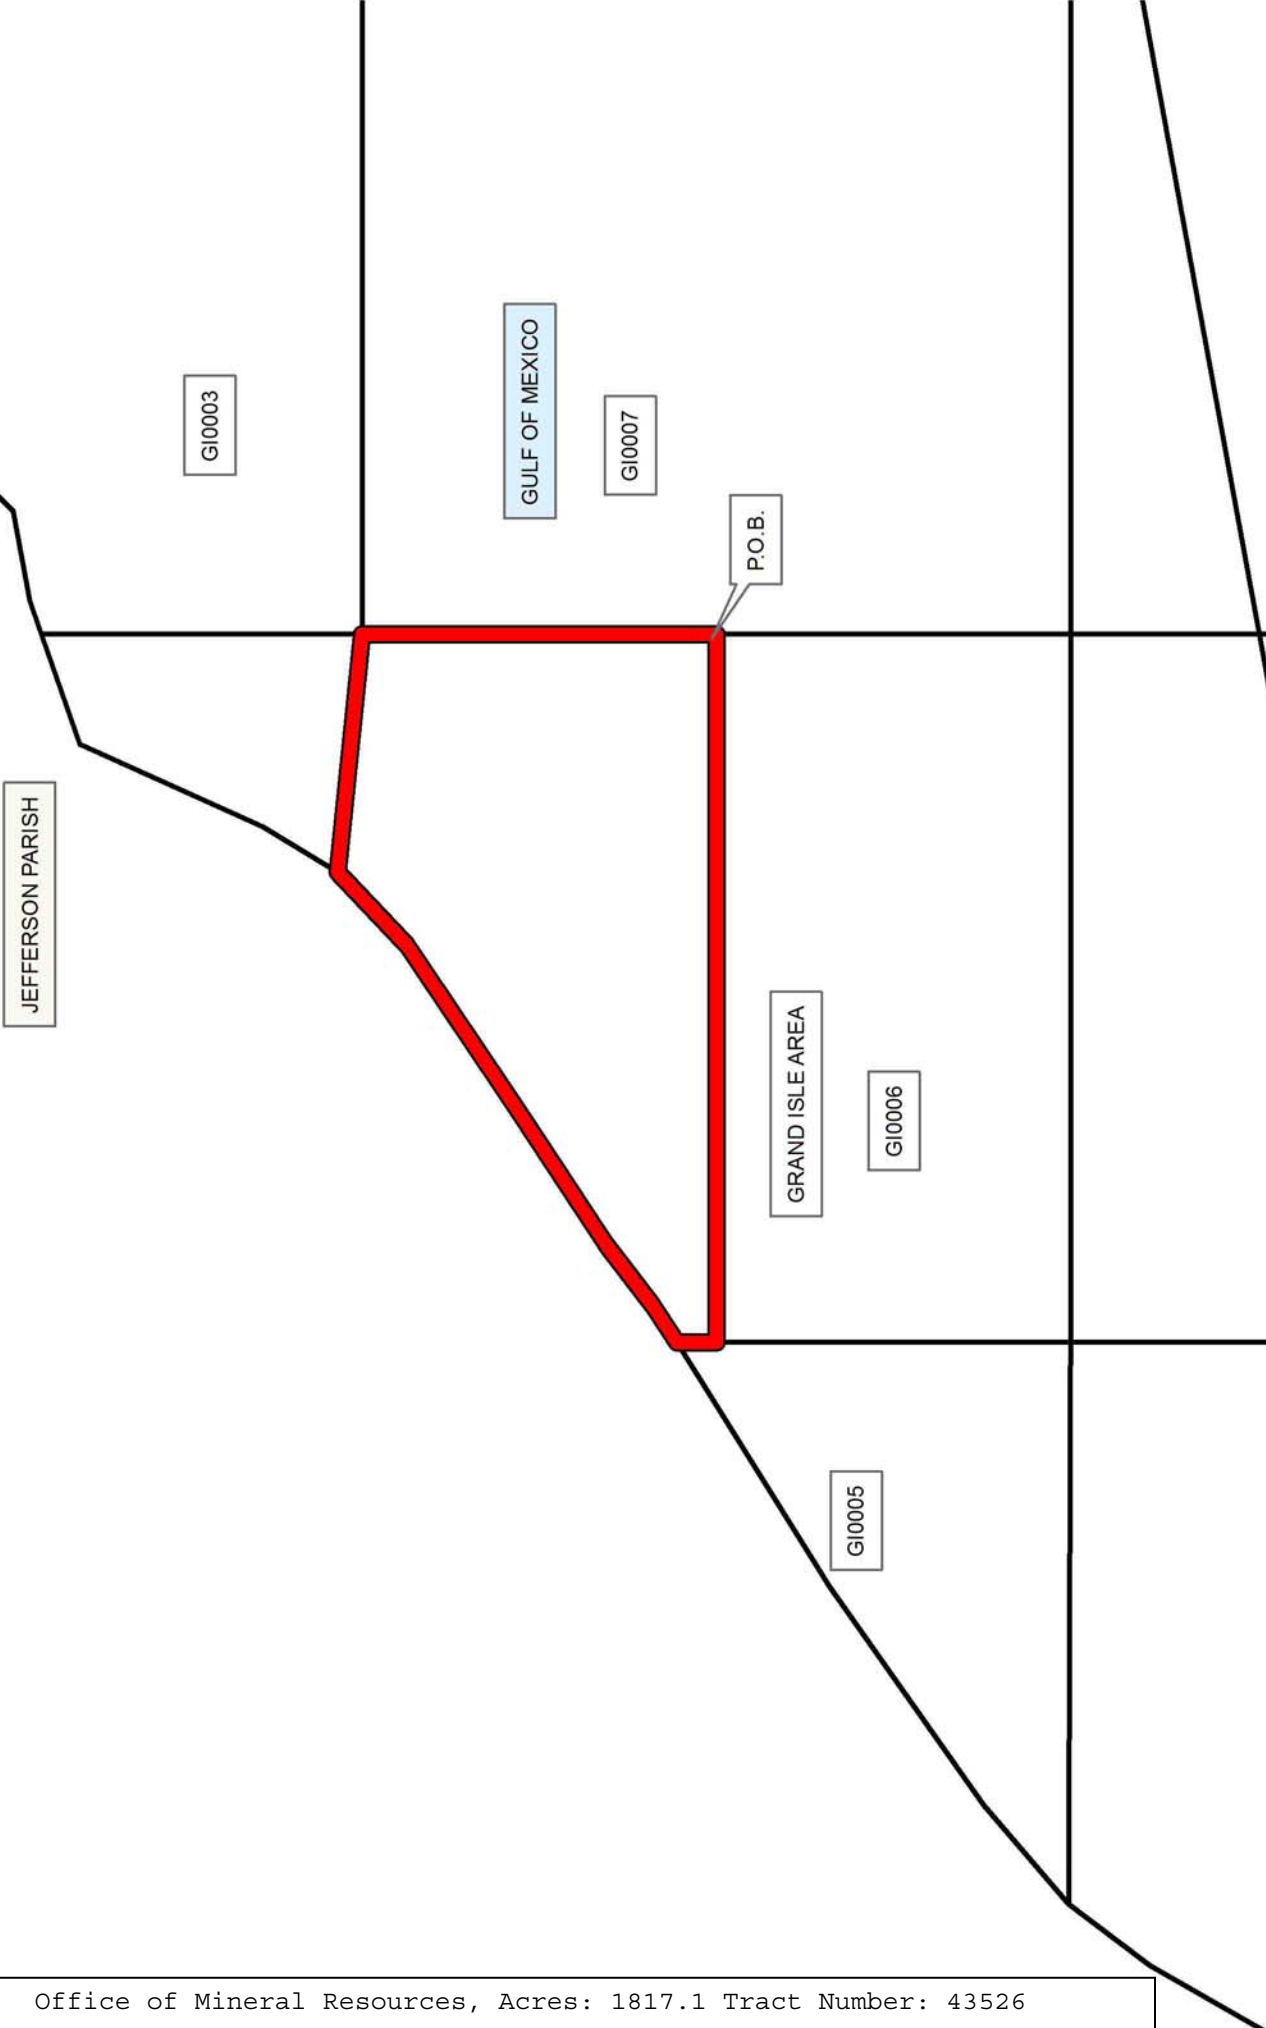 JEFFERSON PARISH
GI0003
GULF OF MEXICO
GI0007
P.O.B.
GRAND ISLE AREA
GI0006
GI0005
Office of Mineral Resources, Acres: 1817.1 Tract Number: 43526